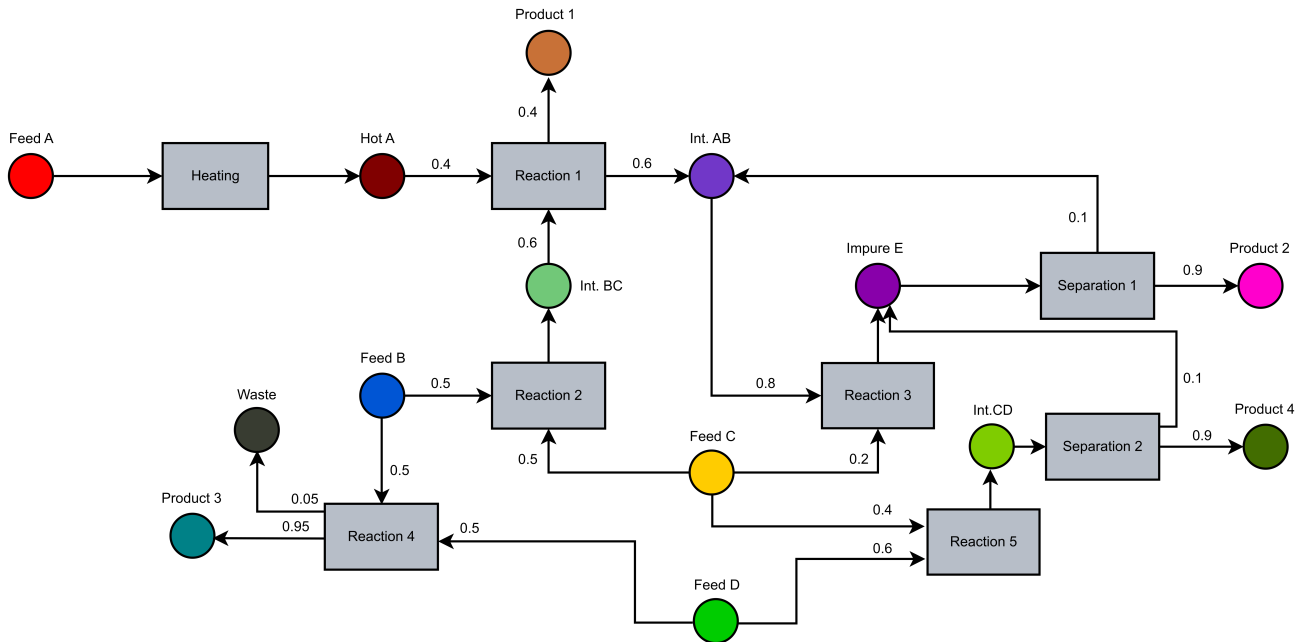 Product 1
0.4
Feed A
Heating
Hot A
0.4
Reaction 1
0.6
Int. AB
0.1
0.6
Int. BC
Impure E
Separation 1
0.9
Product 2
Feed B
0.5
Reaction 2
0.8
Reaction 3
0.1
Waste
0.5
0.5
Feed C
0.2
Int.CD
Separation 2
0.9
Product 4
Product 3
0.05
0.95
Reaction 4
0.5
0.4
0.6
Reaction 5
Feed D